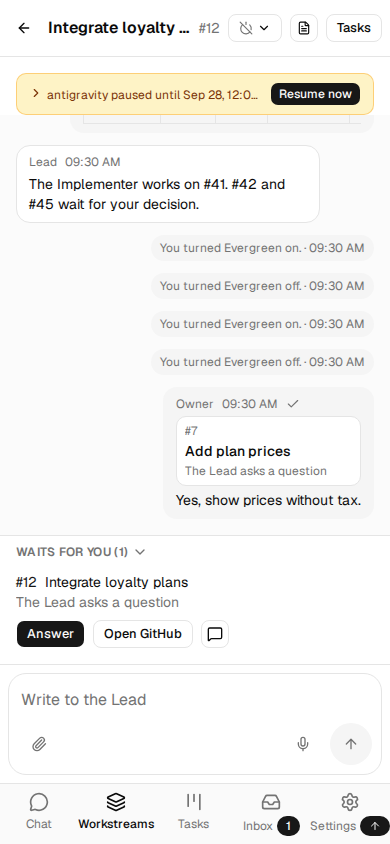 Integrate loyalty ... #12 Tasks
antigravity paused until Sep 28, 12:0... Resume now
Lead 09:30 AM
The Implementer works on #41. #42 and
#45 wait for your decision.
You turned Evergreen on. · 09:30 AM
You turned Evergreen off. · 09:30 AM
You turned Evergreen on. · 09:30 AM
You turned Evergreen off. · 09:30 AM
Owner 09:30 AM
#7
Add plan prices
The Lead asks a question
Yes, show prices without tax.
WAITS FOR YOU (1)
#12 Integrate loyalty plans
The Lead asks a question
Answer Open GitHub
Write to the Lead
Chat Workstreams Tasks Inbox 1 Settings